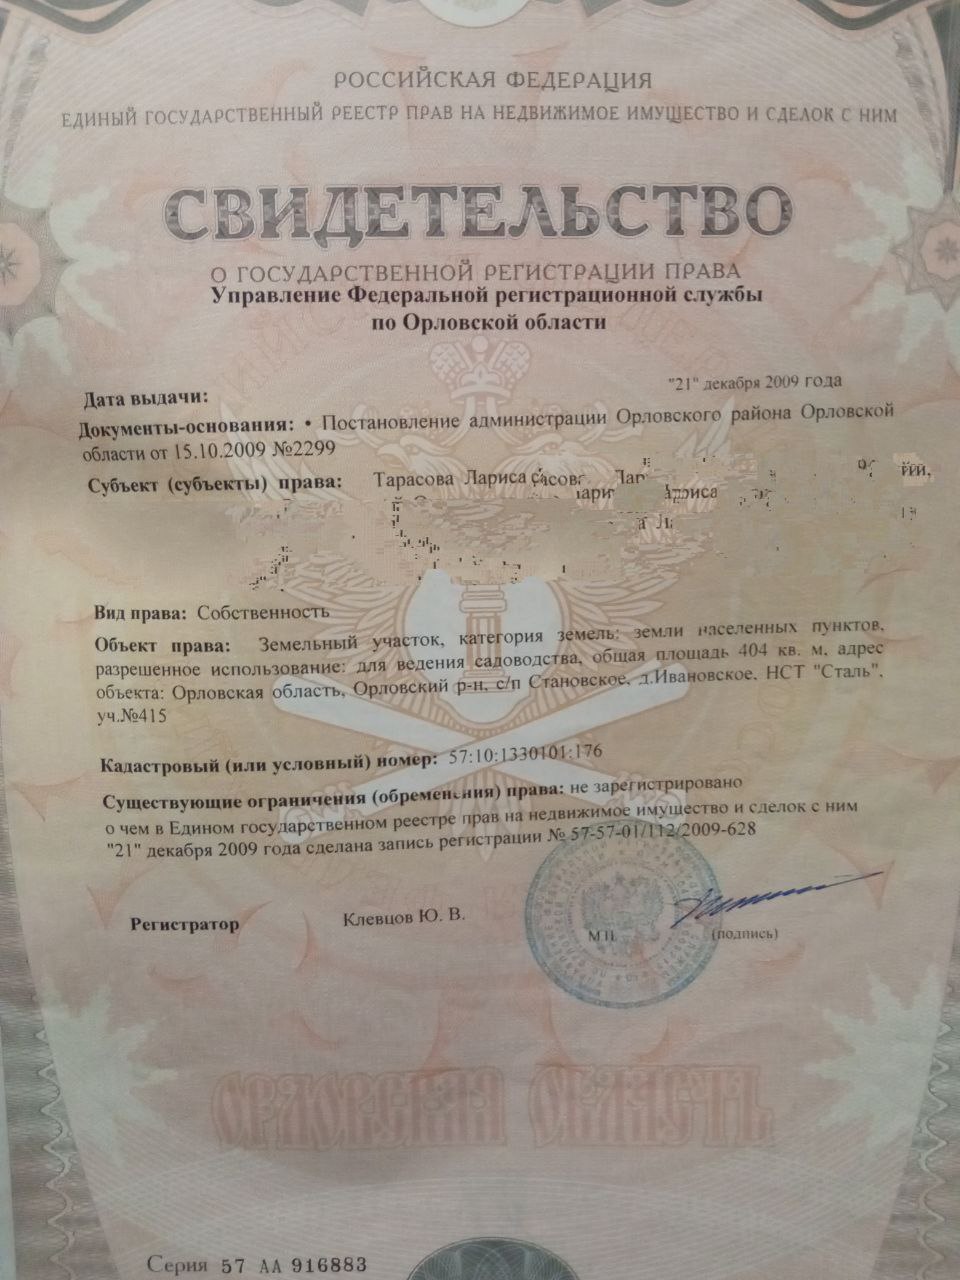 РОССИЙСКАЯ ФЕДЕРАЦИЯ
ЕДИНЫЙ ГОСУДАРСТВЕННЫЙ РЕЕСТР ПРАВ НА НЕДВИЖИМОЕ ИМУЩЕСТВО И СДЕЛОК С НИМ
СВИДЕТЕЛЬСТВО
О ГОСУДАРСТВЕННОЙ РЕГИСТРАЦИИ ПРАВА
Управление Федеральной регистрационной службы
по Орловской области
Дата выдачи: "21" декабря 2009 года
Документы-основания: • Постановление администрации Орловского района Орловской
области от 15.10.2009 №2299
Субъект (субъекты) права: Тарасова Лариса
Вид права: Собственность
Объект права: Земельный участок, категория земель: земли населенных пунктов,
разрешенное использование: для ведения садоводства, общая площадь 404 кв. м, адрес
объекта: Орловская область, Орловский р-н, с/п Становское, д.Ивановское, НСТ "Сталь",
уч.№415
Кадастровый (или условный) номер: 57:10:1330101:176
Существующие ограничения (обременения) права: не зарегистрировано
о чем в Едином государственном реестре прав на недвижимое имущество и сделок с ним
"21" декабря 2009 года сделана запись регистрации № 57-57-01/112/2009-628
Регистратор Клевцов Ю. В.
М.П. (подпись)
ОРЛОВСКАЯ ОБЛАСТЬ
Серия 57 АА 916883